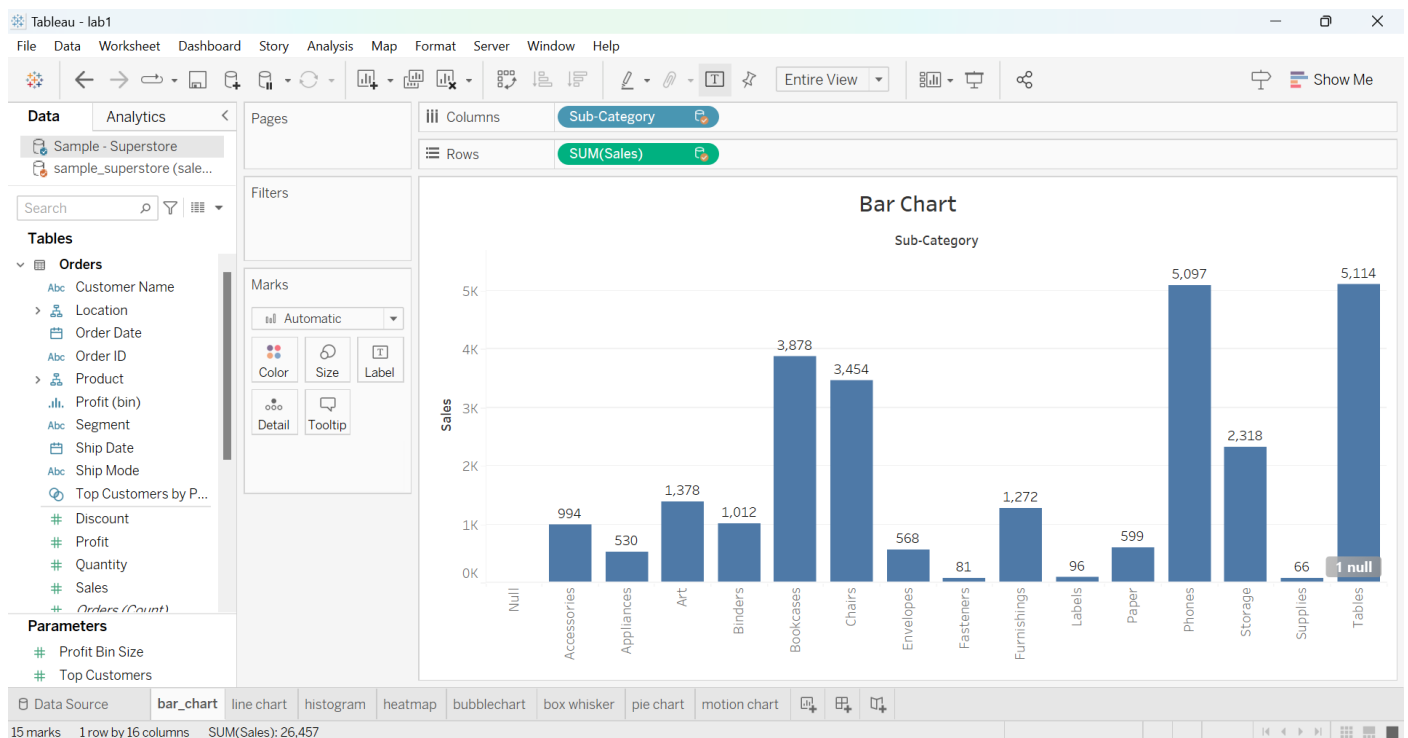 Tableau - lab1
File Data Worksheet Dashboard Story Analysis Map Format Server Window Help
Entire View
Show Me
Data Analytics
Sample - Superstore
sample_superstore (sale...
Search
Tables
Orders
Abc Customer Name
Location
Order Date
Abc Order ID
Product
Profit (bin)
Abc Segment
Ship Date
Abc Ship Mode
Top Customers by P...
# Discount
# Profit
# Quantity
# Sales
# Orders (Count)
Parameters
# Profit Bin Size
# Top Customers
Pages
Filters
Marks
Automatic
Color Size Label
Detail Tooltip
Columns Sub-Category
Rows SUM(Sales)
Bar Chart
Sub-Category
Sales
5K
4K
3K
2K
1K
0K
994
530
1,378
1,012
3,878
3,454
568
81
1,272
96
599
5,097
2,318
66
5,114
1 null
Null
Accessories
Appliances
Art
Binders
Bookcases
Chairs
Envelopes
Fasteners
Furnishings
Labels
Paper
Phones
Storage
Supplies
Tables
Data Source bar_chart line chart histogram heatmap bubblechart box whisker pie chart motion chart
15 marks 1 row by 16 columns SUM(Sales): 26,457